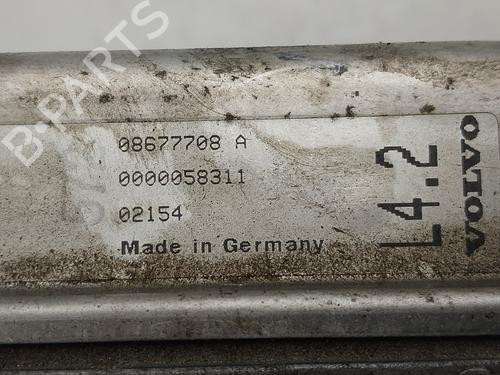 B-PARTS
08677708 A
0000058311
02154
Made in Germany
L4.2
VOLVO